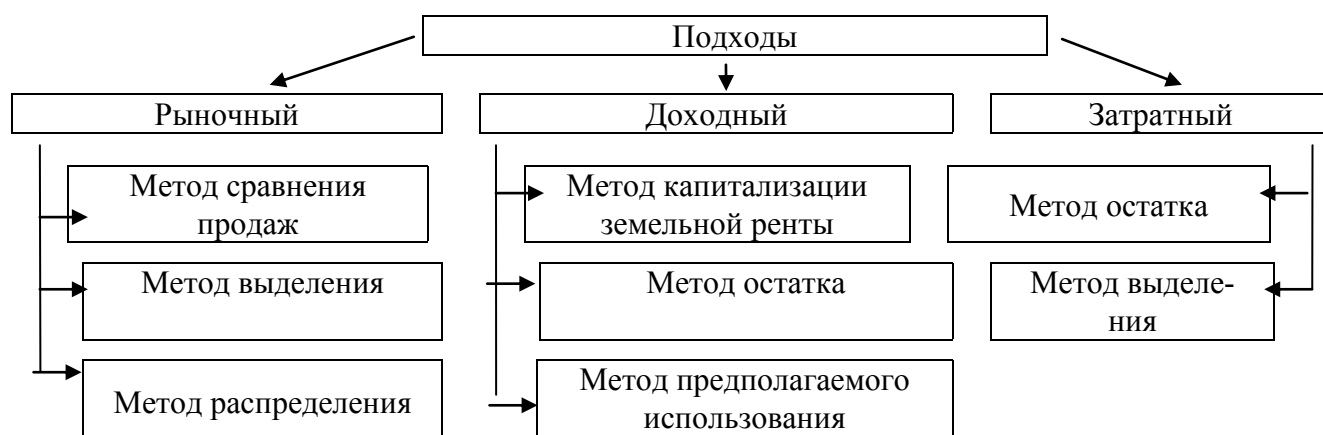 Подходы
Рыночный
Доходный
Затратный
Метод сравнения
продаж
Метод капитализации
земельной ренты
Метод остатка
Метод выделения
Метод остатка
Метод выделе-
ния
Метод распределения
Метод предполагаемого
использования